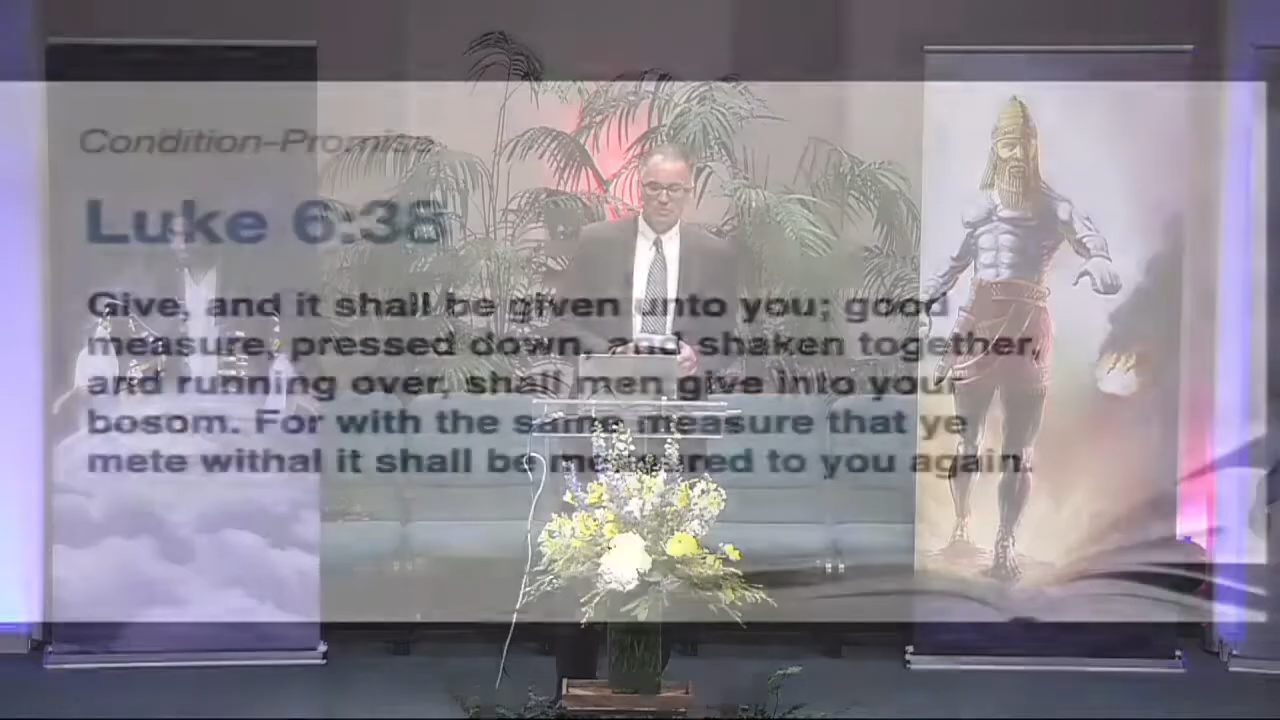 Condition–Promise
Luke 6:38
Give, and it shall be given unto you; good
measure, pressed down, and shaken together,
and running over, shall men give into your
bosom. For with the same measure that ye
mete withal it shall be measured to you again.